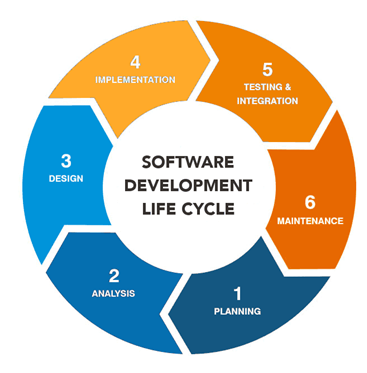 SOFTWARE
DEVELOPMENT
LIFE CYCLE
1
PLANNING
2
ANALYSIS
3
DESIGN
4
IMPLEMENTATION
5
TESTING &
INTEGRATION
6
MAINTENANCE